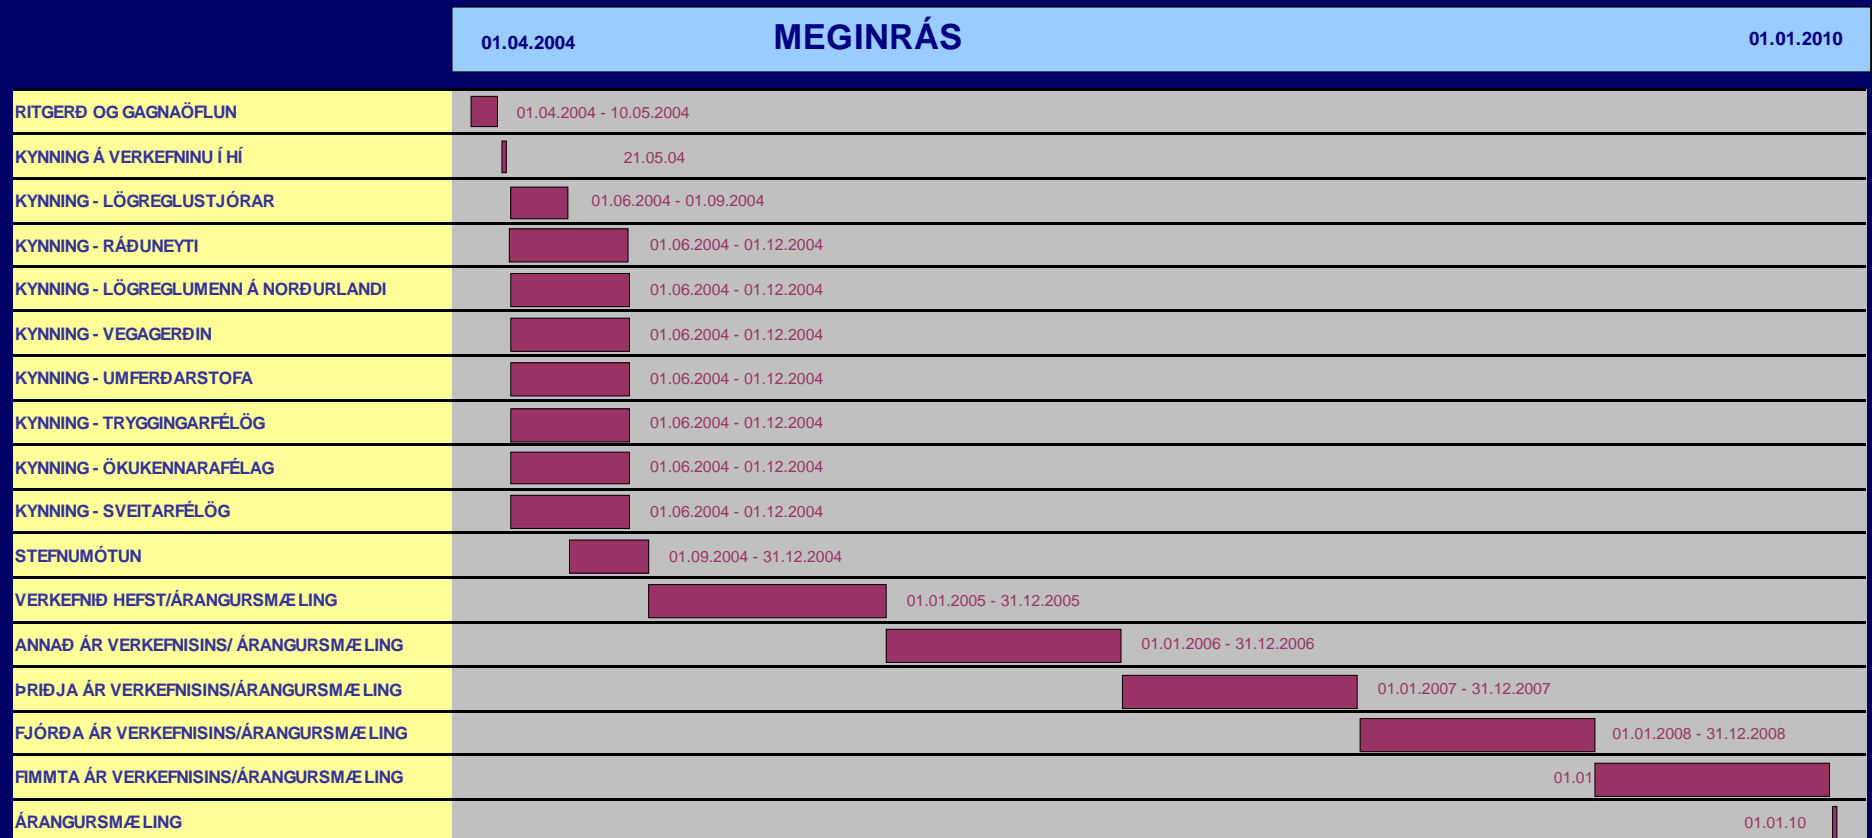 01.04.2004 MEGINRÁS 01.01.2010
RITGERÐ OG GAGNAÖFLUN 01.04.2004 - 10.05.2004
KYNNING Á VERKEFNINU Í HÍ 21.05.04
KYNNING - LÖGREGLUSTJÓRAR 01.06.2004 - 01.09.2004
KYNNING - RÁÐUNEYTI 01.06.2004 - 01.12.2004
KYNNING - LÖGREGLUMENN Á NORÐURLANDI 01.06.2004 - 01.12.2004
KYNNING - VEGAGERÐIN 01.06.2004 - 01.12.2004
KYNNING - UMFERÐARSTOFA 01.06.2004 - 01.12.2004
KYNNING - TRYGGINGARFÉLÖG 01.06.2004 - 01.12.2004
KYNNING - ÖKUKENNARAFÉLAG 01.06.2004 - 01.12.2004
KYNNING - SVEITARFÉLÖG 01.06.2004 - 01.12.2004
STEFNUMÓTUN 01.09.2004 - 31.12.2004
VERKEFNIÐ HEFST/ÁRANGURSMÆLING 01.01.2005 - 31.12.2005
ANNAÐ ÁR VERKEFNISINS/ ÁRANGURSMÆLING 01.01.2006 - 31.12.2006
ÞRIÐJA ÁR VERKEFNISINS/ÁRANGURSMÆLING 01.01.2007 - 31.12.2007
FJÓRÐA ÁR VERKEFNISINS/ÁRANGURSMÆLING 01.01.2008 - 31.12.2008
FIMMTA ÁR VERKEFNISINS/ÁRANGURSMÆLING 01.01
ÁRANGURSMÆLING 01.01.10